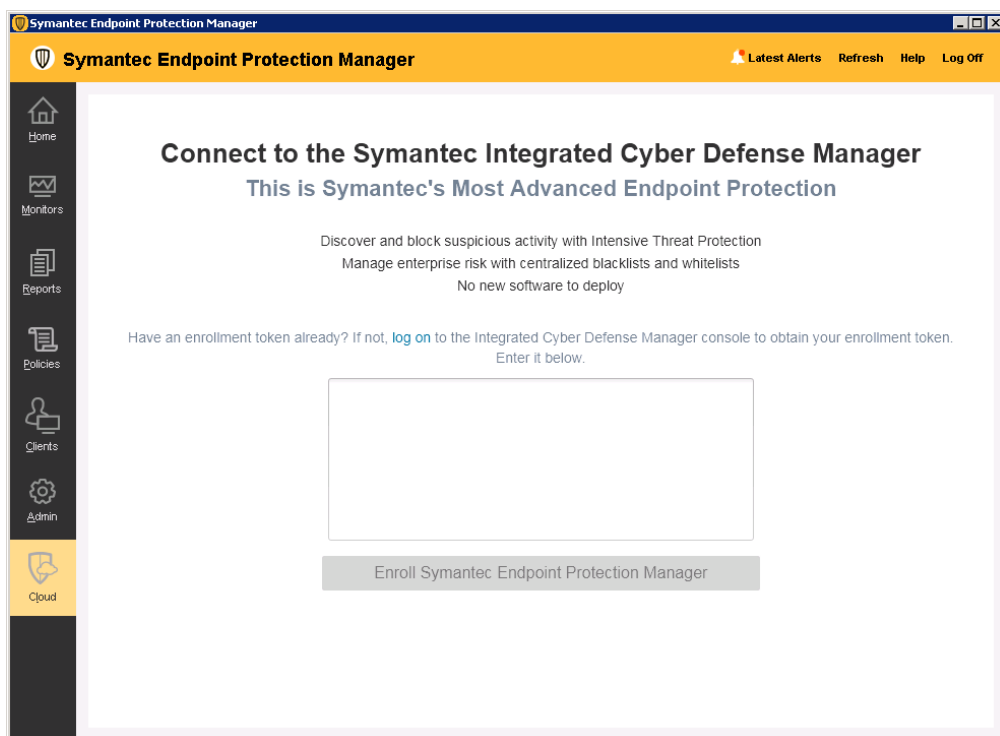 Symantec Endpoint Protection Manager
Symantec Endpoint Protection Manager
Latest Alerts Refresh Help Log Off
Home
Monitors
Reports
Policies
Clients
Admin
Cloud
Connect to the Symantec Integrated Cyber Defense Manager
This is Symantec's Most Advanced Endpoint Protection
Discover and block suspicious activity with Intensive Threat Protection
Manage enterprise risk with centralized blacklists and whitelists
No new software to deploy
Have an enrollment token already? If not, log on to the Integrated Cyber Defense Manager console to obtain your enrollment token.
Enter it below.
Enroll Symantec Endpoint Protection Manager